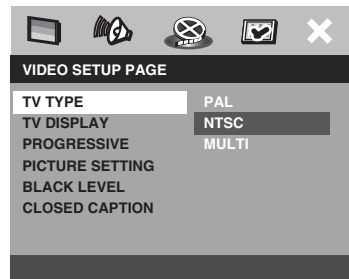 VIDEO SETUP PAGE
TV TYPE PAL
TV DISPLAY NTSC
PROGRESSIVE MULTI
PICTURE SETTING
BLACK LEVEL
CLOSED CAPTION